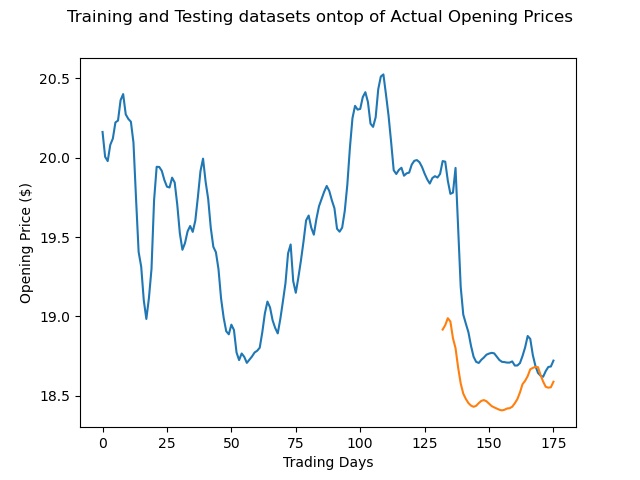 Training and Testing datasets ontop of Actual Opening Prices
20.5
20.0
19.5
19.0
18.5
Opening Price ($)
0 25 50 75 100 125 150 175
Trading Days